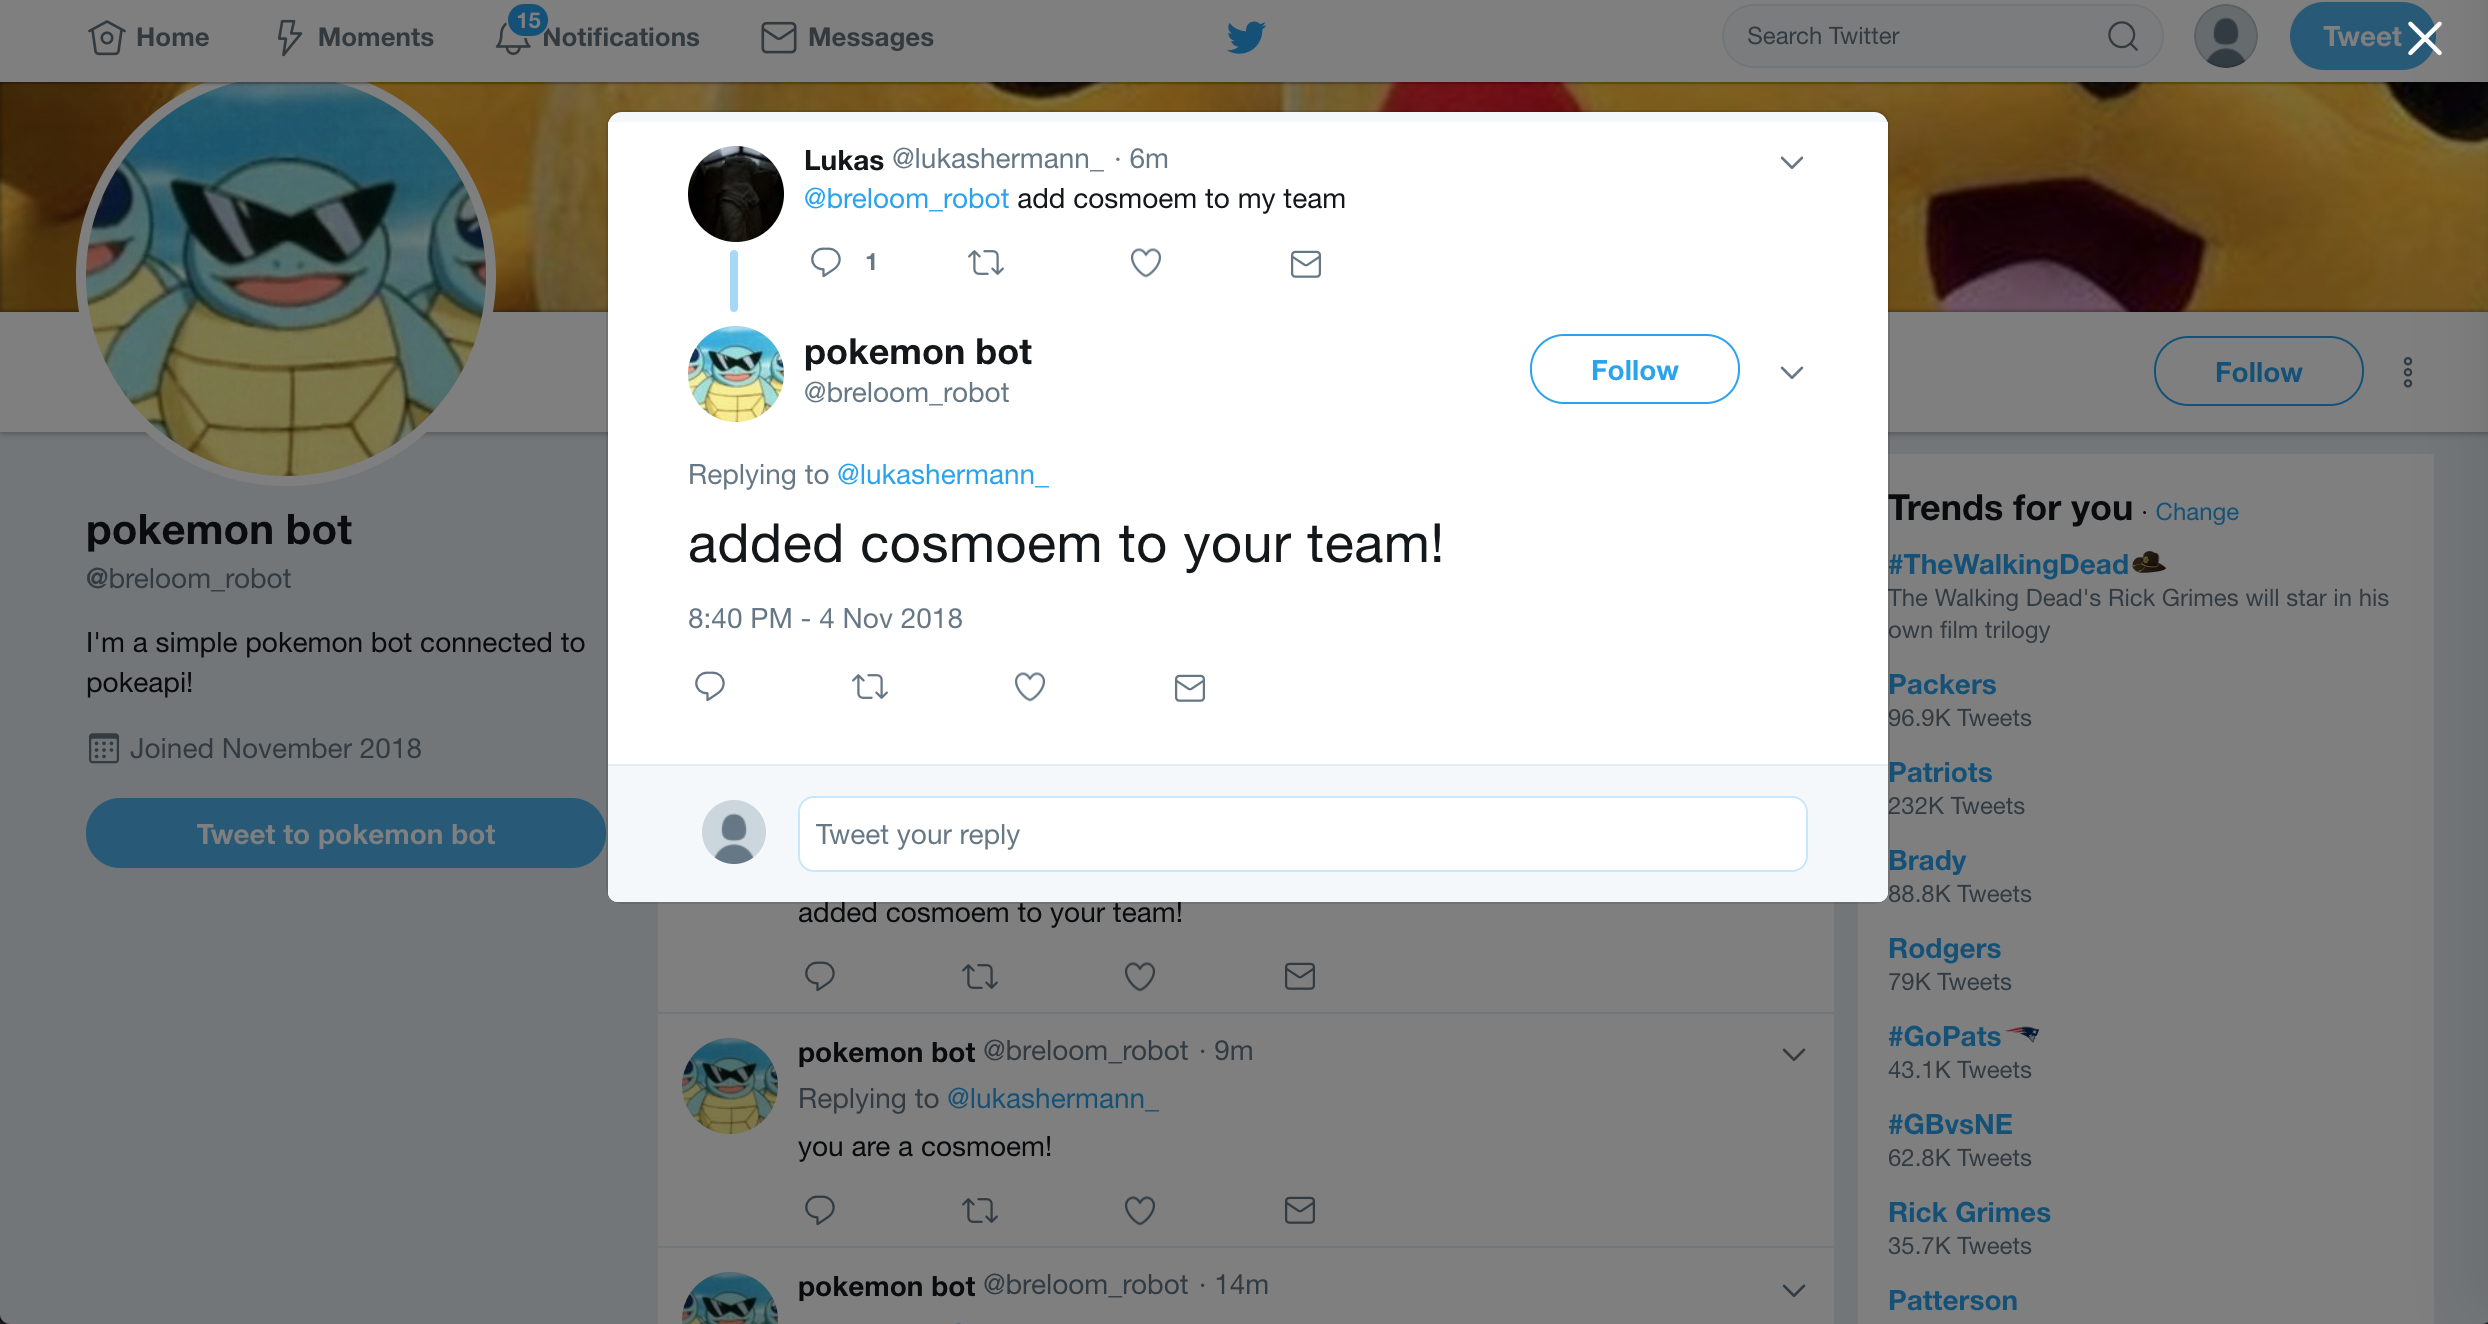 Home
Moments
15
Notifications
Messages
Search Twitter
Tweet
Lukas @lukashermann_ · 6m
@breloom_robot add cosmoem to my team
1
pokemon bot
@breloom_robot
Follow
Replying to @lukashermann_
added cosmoem to your team!
8:40 PM - 4 Nov 2018
Tweet your reply
pokemon bot
@breloom_robot
I'm a simple pokemon bot connected to
pokeapi!
Joined November 2018
Tweet to pokemon bot
Follow
added cosmoem to your team!
pokemon bot @breloom_robot · 9m
Replying to @lukashermann_
you are a cosmoem!
pokemon bot @breloom_robot · 14m
Trends for you · Change
#TheWalkingDead
The Walking Dead's Rick Grimes will star in his
own film trilogy
Packers
96.9K Tweets
Patriots
232K Tweets
Brady
88.8K Tweets
Rodgers
79K Tweets
#GoPats
43.1K Tweets
#GBvsNE
62.8K Tweets
Rick Grimes
35.7K Tweets
Patterson